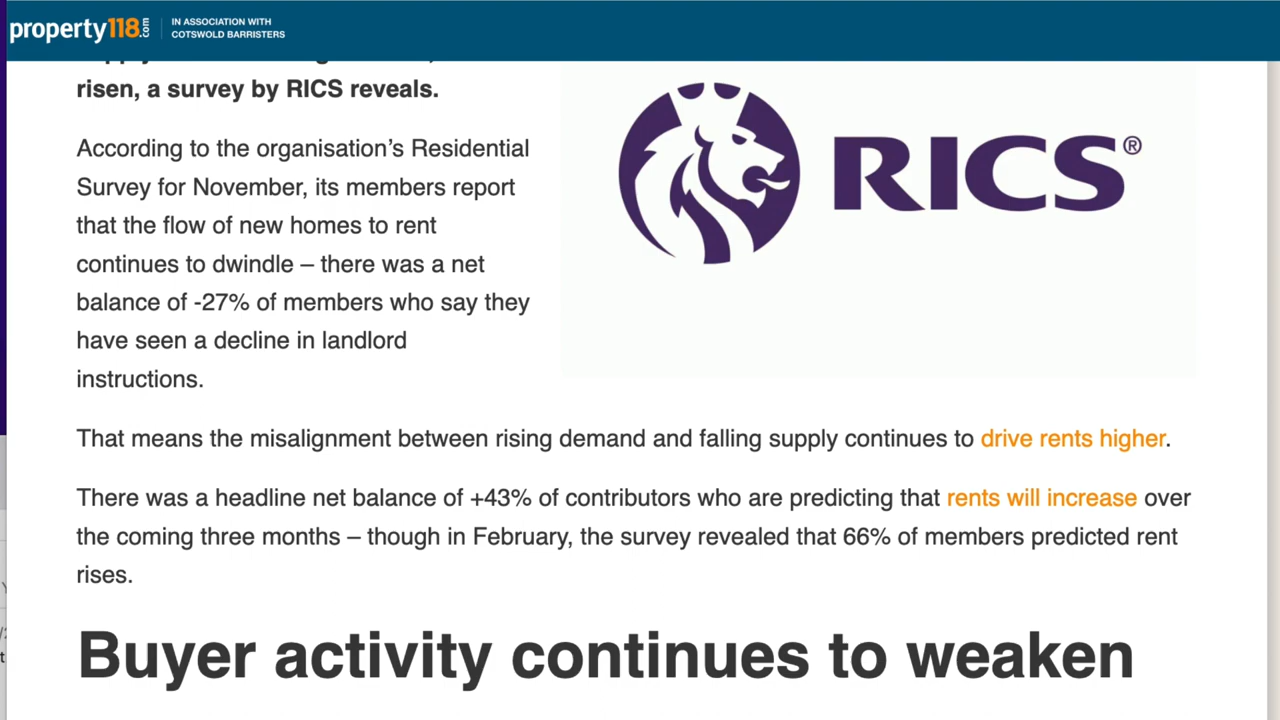 property118.com
IN ASSOCIATION WITH
COTSWOLD BARRISTERS
risen, a survey by RICS reveals.
RICS®
According to the organisation’s Residential
Survey for November, its members report
that the flow of new homes to rent
continues to dwindle – there was a net
balance of -27% of members who say they
have seen a decline in landlord
instructions.
That means the misalignment between rising demand and falling supply continues to drive rents higher.
There was a headline net balance of +43% of contributors who are predicting that rents will increase over
the coming three months – though in February, the survey revealed that 66% of members predicted rent
rises.
Buyer activity continues to weaken